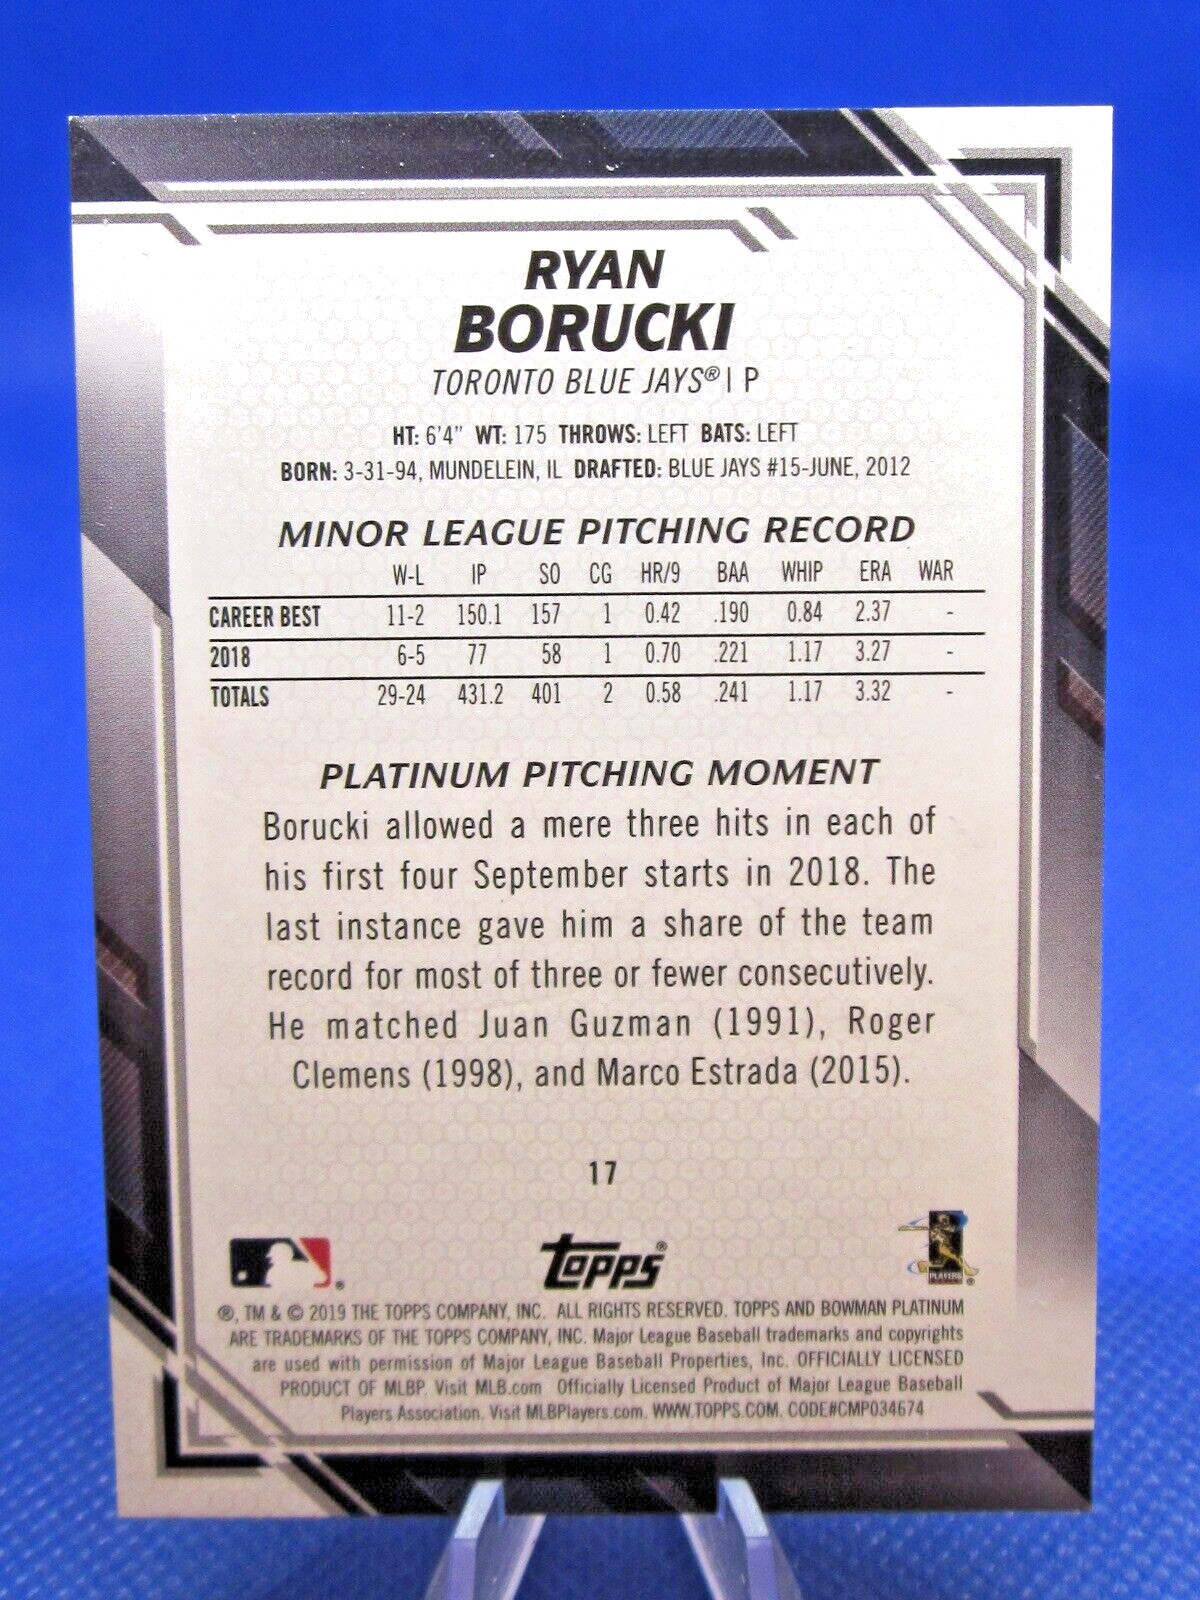 RYAN
BORUCKI
TORONTO BLUE JAYS® | P
HT: 6'4" WT: 175 THROWS: LEFT BATS: LEFT
BORN: 3-31-94, MUNDELEIN, IL DRAFTED: BLUE JAYS #15-JUNE, 2012
MINOR LEAGUE PITCHING RECORD
W-L IP SO CG HR/9 BAA WHIP ERA WAR
CAREER BEST 11-2 150.1 157 1 0.42 .190 0.84 2.37 -
2018 6-5 77 58 1 0.70 .221 1.17 3.27 -
TOTALS 29-24 431.2 401 2 0.58 .241 1.17 3.32 -
PLATINUM PITCHING MOMENT
Borucki allowed a mere three hits in each of
his first four September starts in 2018. The
last instance gave him a share of the team
record for most of three or fewer consecutively.
He matched Juan Guzman (1991), Roger
Clemens (1998), and Marco Estrada (2015).
17
® topps® PLAYERS ®
®, TM & © 2019 THE TOPPS COMPANY, INC. ALL RIGHTS RESERVED. TOPPS AND BOWMAN PLATINUM
ARE TRADEMARKS OF THE TOPPS COMPANY, INC. Major League Baseball trademarks and copyrights
are used with permission of Major League Baseball Properties, Inc. OFFICIALLY LICENSED
PRODUCT OF MLBP. Visit MLB.com Officially Licensed Product of Major League Baseball
Players Association. Visit MLBPlayers.com. WWW.TOPPS.COM. CODE#CMP034674